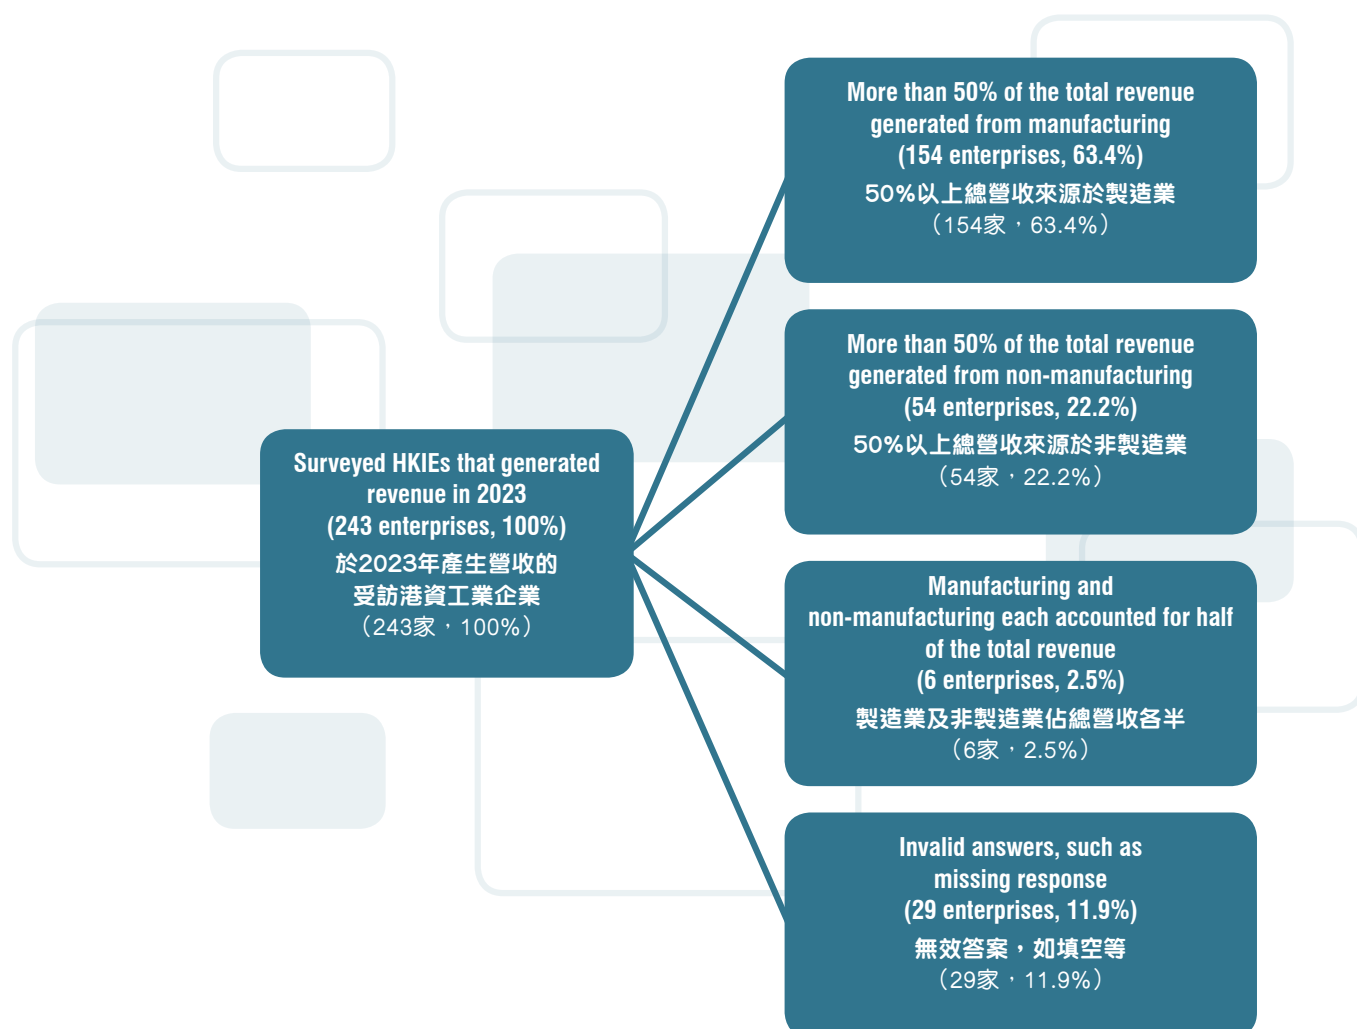 Surveyed HKIEs that generated
revenue in 2023
(243 enterprises, 100%)
於2023年產生營收的
受訪港資工業企業
（243家，100%）
More than 50% of the total revenue
generated from manufacturing
(154 enterprises, 63.4%)
50%以上總營收來源於製造業
（154家，63.4%）
More than 50% of the total revenue
generated from non-manufacturing
(54 enterprises, 22.2%)
50%以上總營收來源於非製造業
（54家，22.2%）
Manufacturing and
non-manufacturing each accounted for half
of the total revenue
(6 enterprises, 2.5%)
製造業及非製造業佔總營收各半
（6家，2.5%）
Invalid answers, such as
missing response
(29 enterprises, 11.9%)
無效答案，如填空等
（29家，11.9%）